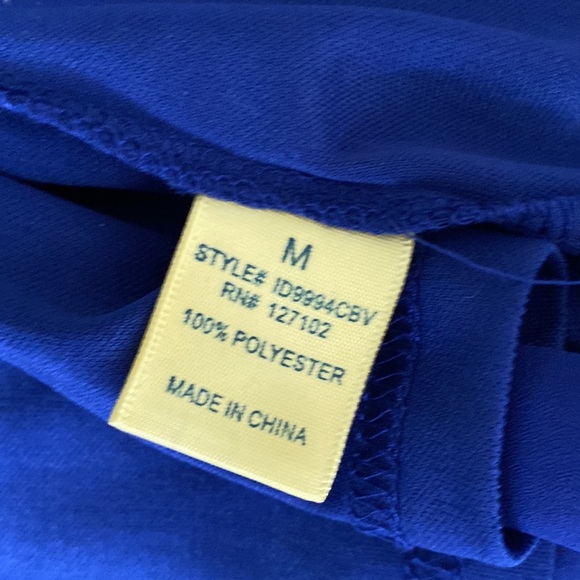 M
STYLE# ID9994CBV
RN# 127102
100% POLYESTER
MADE IN CHINA